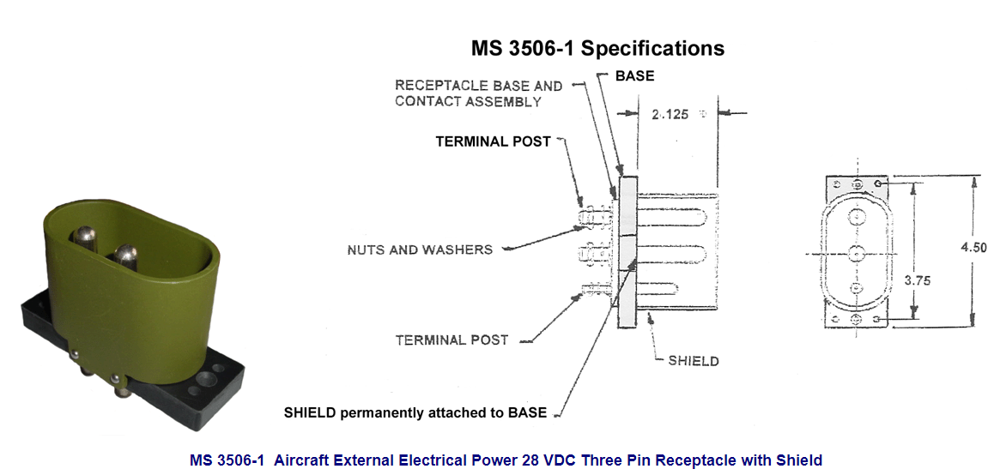 MS 3506-1 Specifications
BASE
RECEPTACLE BASE AND
CONTACT ASSEMBLY
2.125
TERMINAL POST
NUTS AND WASHERS
4.50
3.75
TERMINAL POST
SHIELD
SHIELD permanently attached to BASE
MS 3506-1 Aircraft External Electrical Power 28 VDC Three Pin Receptacle with Shield